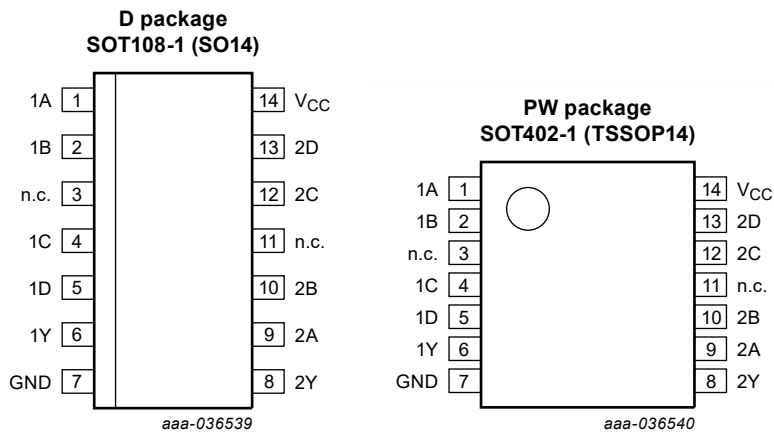 D package
SOT108-1 (SO14)
1A 1 14 VCC
1B 2 13 2D
n.c. 3 12 2C
1C 4 11 n.c.
1D 5 10 2B
1Y 6 9 2A
GND 7 8 2Y
aaa-036539
PW package
SOT402-1 (TSSOP14)
1A 1 14 VCC
1B 2 13 2D
n.c. 3 12 2C
1C 4 11 n.c.
1D 5 10 2B
1Y 6 9 2A
GND 7 8 2Y
aaa-036540